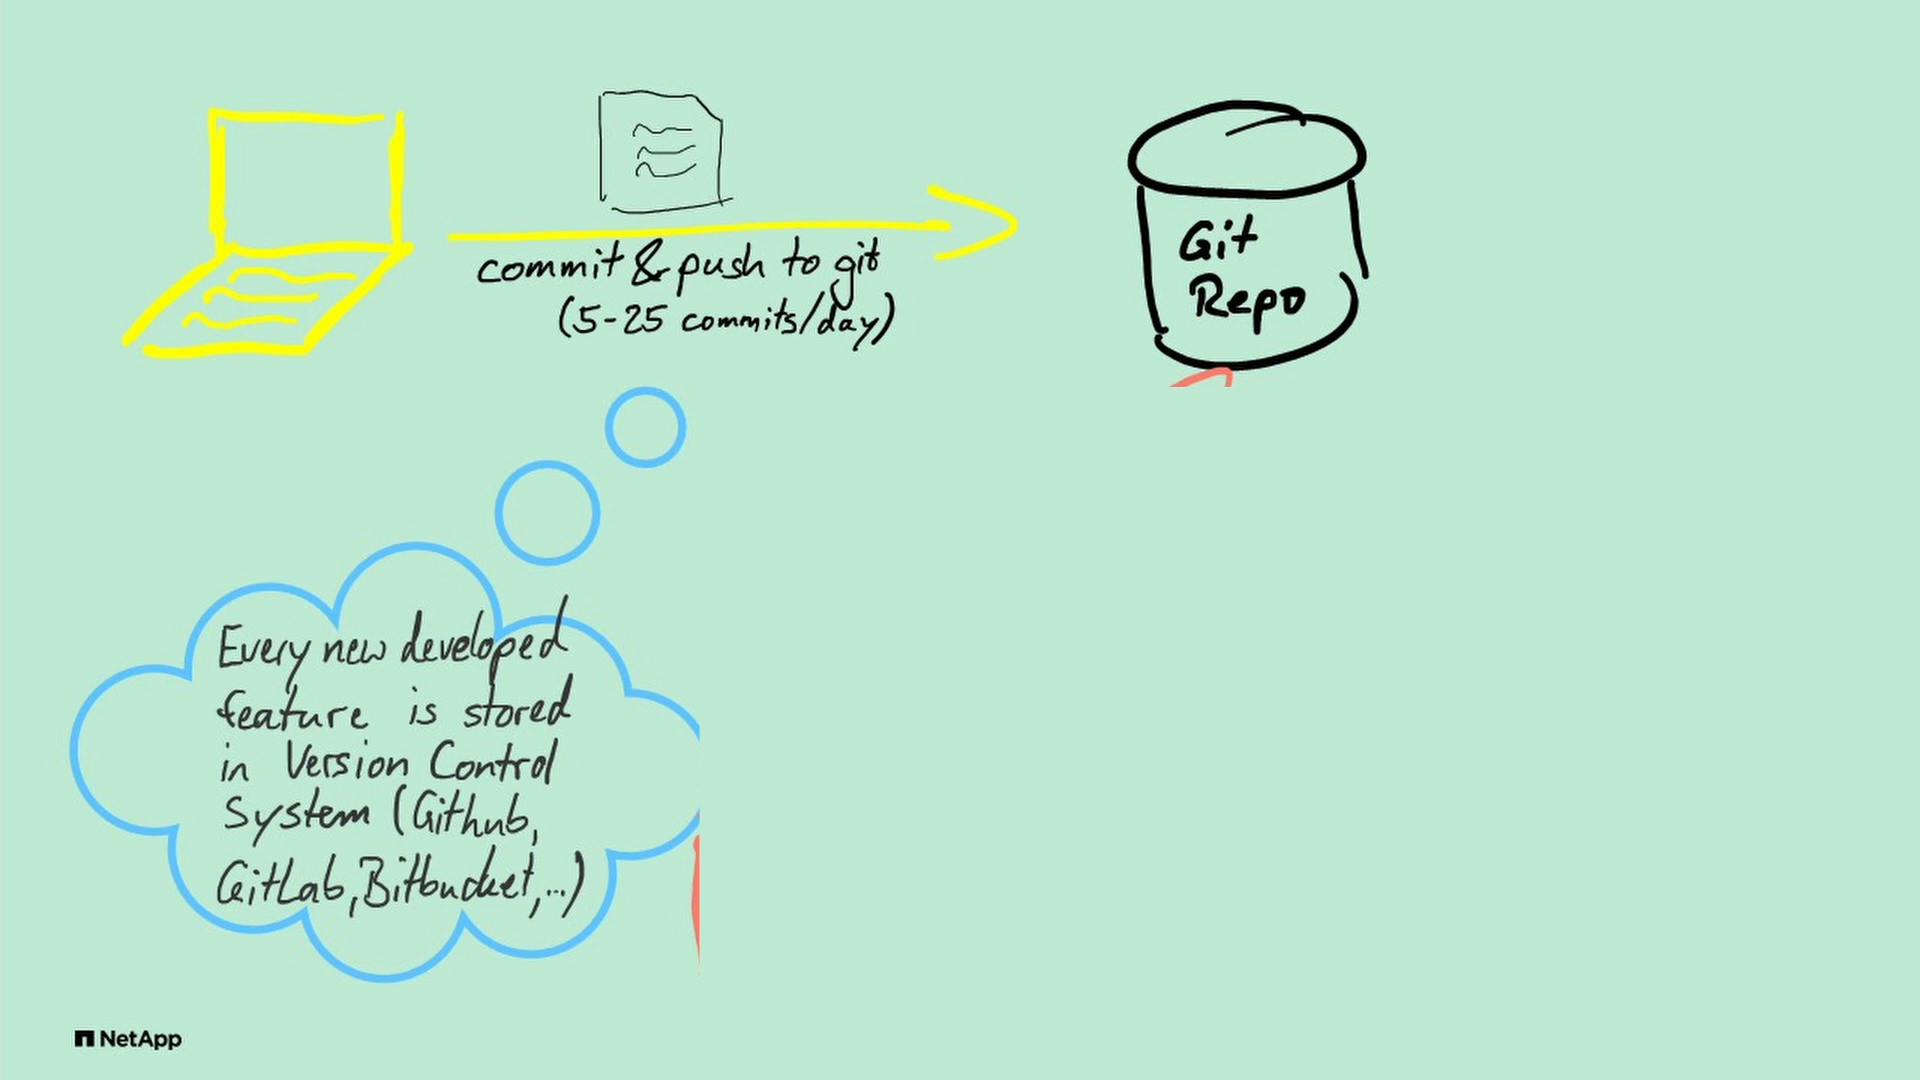 commit & push to git
(5-25 commits/day)
Git
Repo
Every new developed
feature is stored
in Version Control
System (Github,
GitLab, Bitbucket, ...)
NetApp